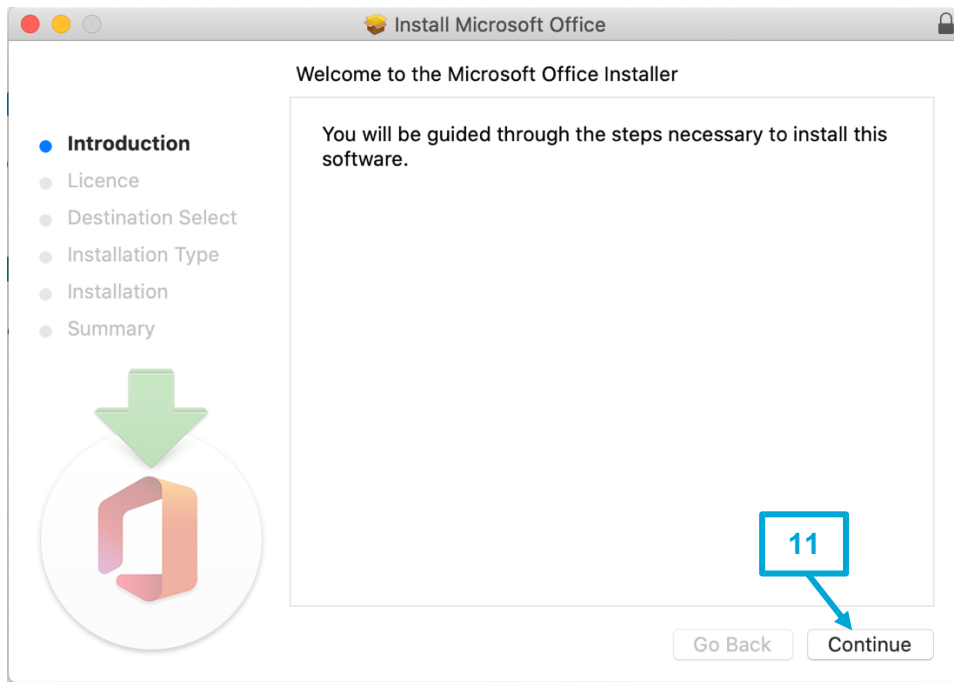 Install Microsoft Office
Welcome to the Microsoft Office Installer
Introduction
Licence
Destination Select
Installation Type
Installation
Summary
You will be guided through the steps necessary to install this
software.
11
Go Back
Continue